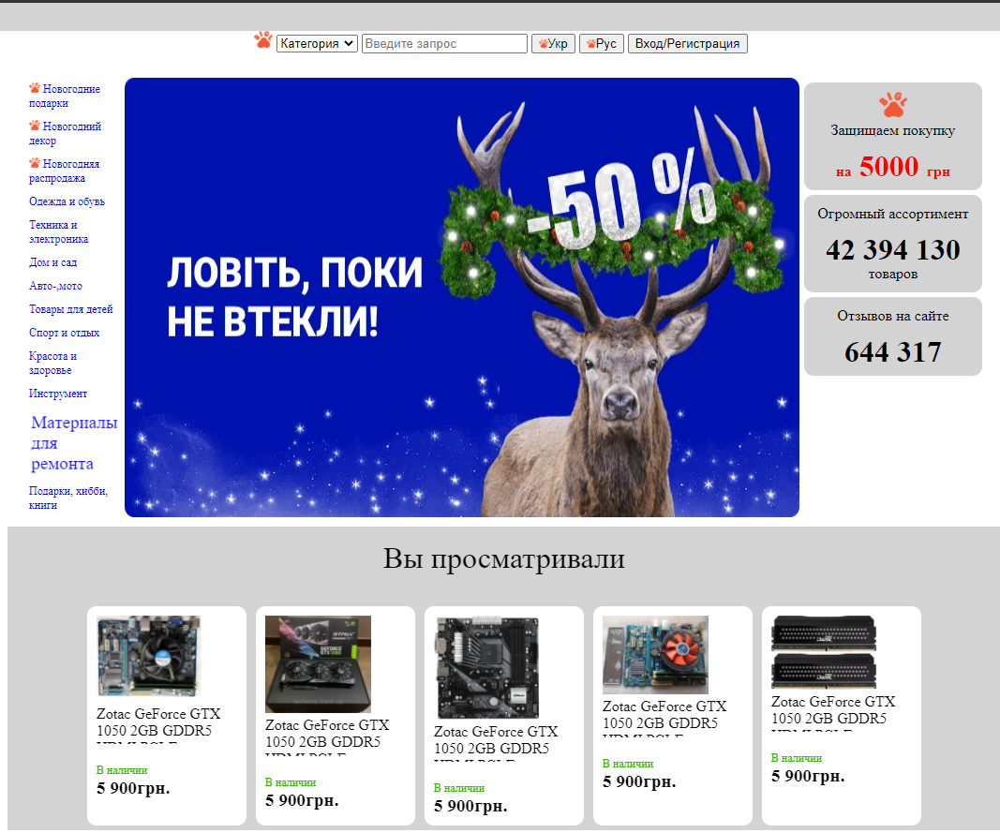 Категория
Введите запрос
Укр
Рус
Вход/Регистрация
Новогодние
подарки
Новогодний
декор
Новогодняя
распродажа
Одежда и обувь
Техника и
электроника
Дом и сад
Авто-,мото
Товары для детей
Спорт и отдых
Красота и
здоровье
Инструмент
Материалы
для
ремонта
Подарки, хибби,
книги
-50 %
ЛОВІТЬ, ПОКИ
НЕ ВТЕКЛИ!
Защищаем покупку
на 5000 грн
Огромный ассортимент
42 394 130
товаров
Отзывов на сайте
644 317
Вы просматривали
Zotac GeForce GTX
1050 2GB GDDR5
В наличии
5 900грн.
Zotac GeForce GTX
1050 2GB GDDR5
В наличии
5 900грн.
Zotac GeForce GTX
1050 2GB GDDR5
В наличии
5 900грн.
Zotac GeForce GTX
1050 2GB GDDR5
В наличии
5 900грн.
Zotac GeForce GTX
1050 2GB GDDR5
В наличии
5 900грн.